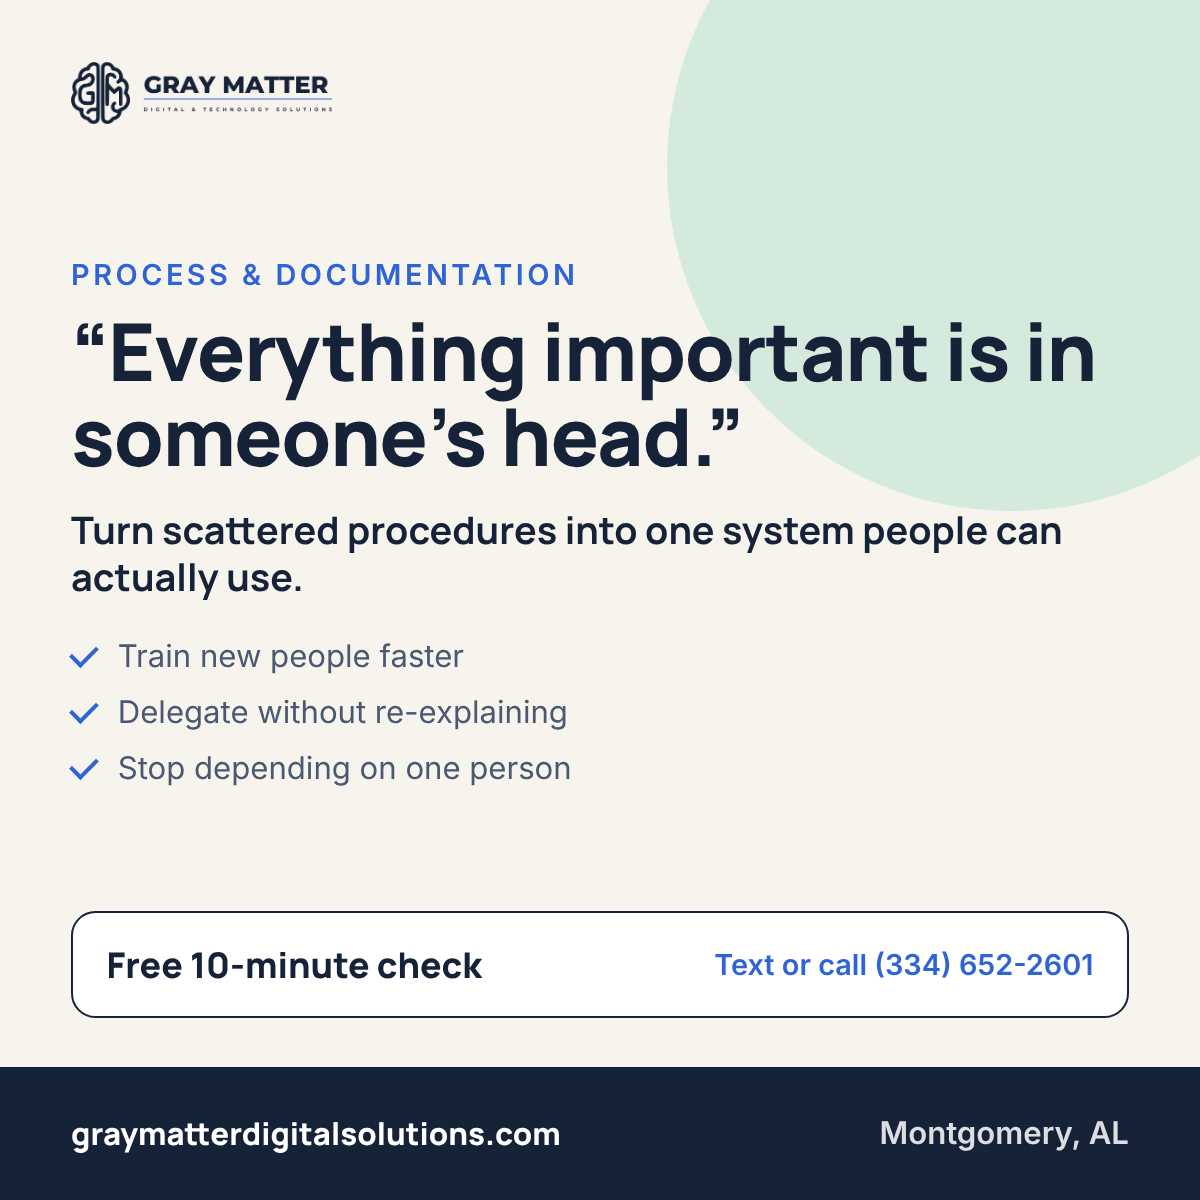 GM
GRAY MATTER
DIGITAL & TECHNOLOGY SOLUTIONS
PROCESS & DOCUMENTATION
“Everything important is in
someone’s head.”
Turn scattered procedures into one system people can
actually use.
Train new people faster
Delegate without re-explaining
Stop depending on one person
Free 10-minute check
Text or call (334) 652-2601
graymatterdigitalsolutions.com
Montgomery, AL